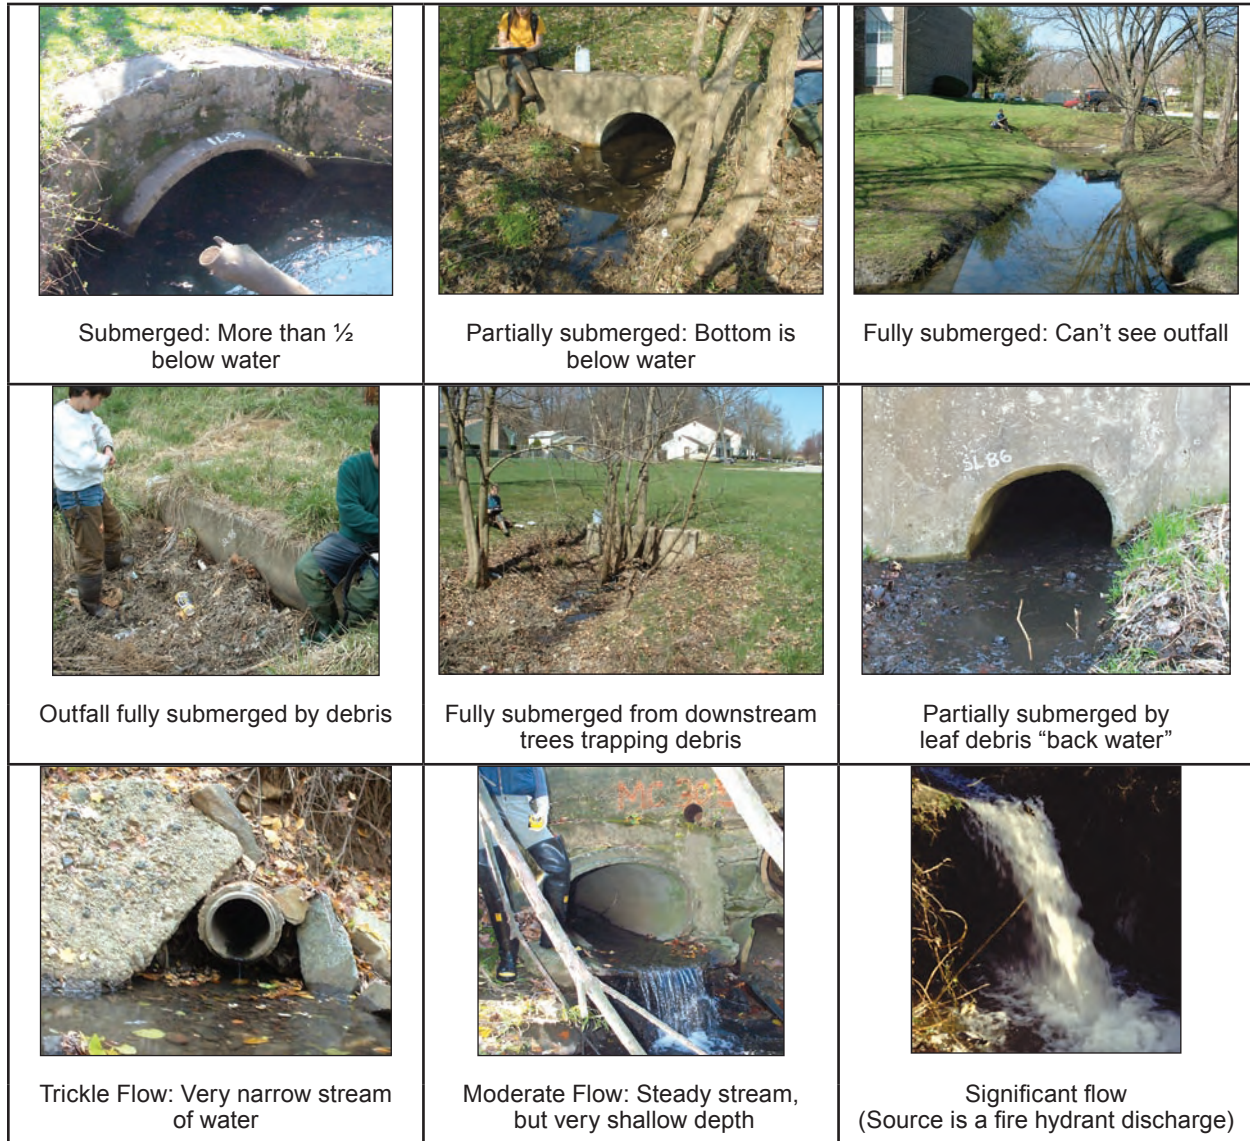 Submerged: More than ½
below water
Partially submerged: Bottom is
below water
Fully submerged: Can’t see outfall
SL86
Outfall fully submerged by debris
Fully submerged from downstream
trees trapping debris
Partially submerged by
leaf debris “back water”
Trickle Flow: Very narrow stream
of water
Moderate Flow: Steady stream,
but very shallow depth
Significant flow
(Source is a fire hydrant discharge)